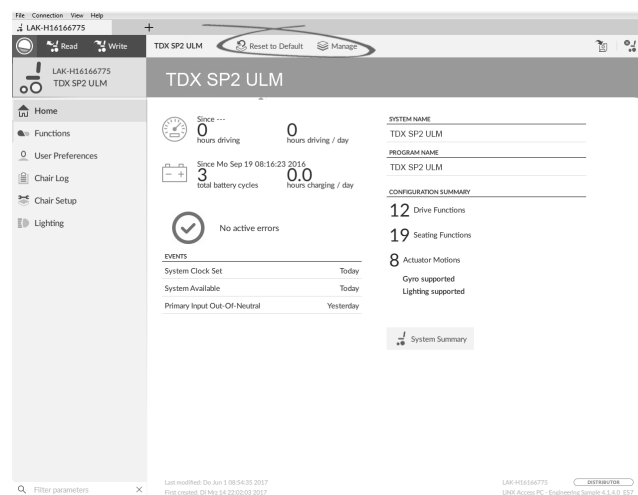 File Connection View Help
LAK-H16166775
+
Read Write TDX SP2 ULM Reset to Default Manage
LAK-H16166775
TDX SP2 ULM
TDX SP2 ULM
Home
Functions
User Preferences
Chair Log
Chair Setup
Lighting
Since ---
0 0
hours driving hours driving / day
Since Mo Sep 19 08:16:23 2016
3 0.0
total battery cycles hours charging / day
No active errors
EVENTS
System Clock Set Today
System Available Today
Primary Input Out-Of-Neutral Yesterday
SYSTEM NAME
TDX SP2 ULM
PROGRAM NAME
TDX SP2 ULM
CONFIGURATION SUMMARY
12 Drive Functions
19 Seating Functions
8 Actuator Motions
Gyro supported
Lighting supported
System Summary
Filter parameters ×
Last modified: Do Jun 1 08:54:35 2017
First created: Di Mrz 14 22:02:03 2017
LAK-H16166775 DISTRIBUTOR
LiNX Access PC - Engineering Sample 4.1.4.0 ES7